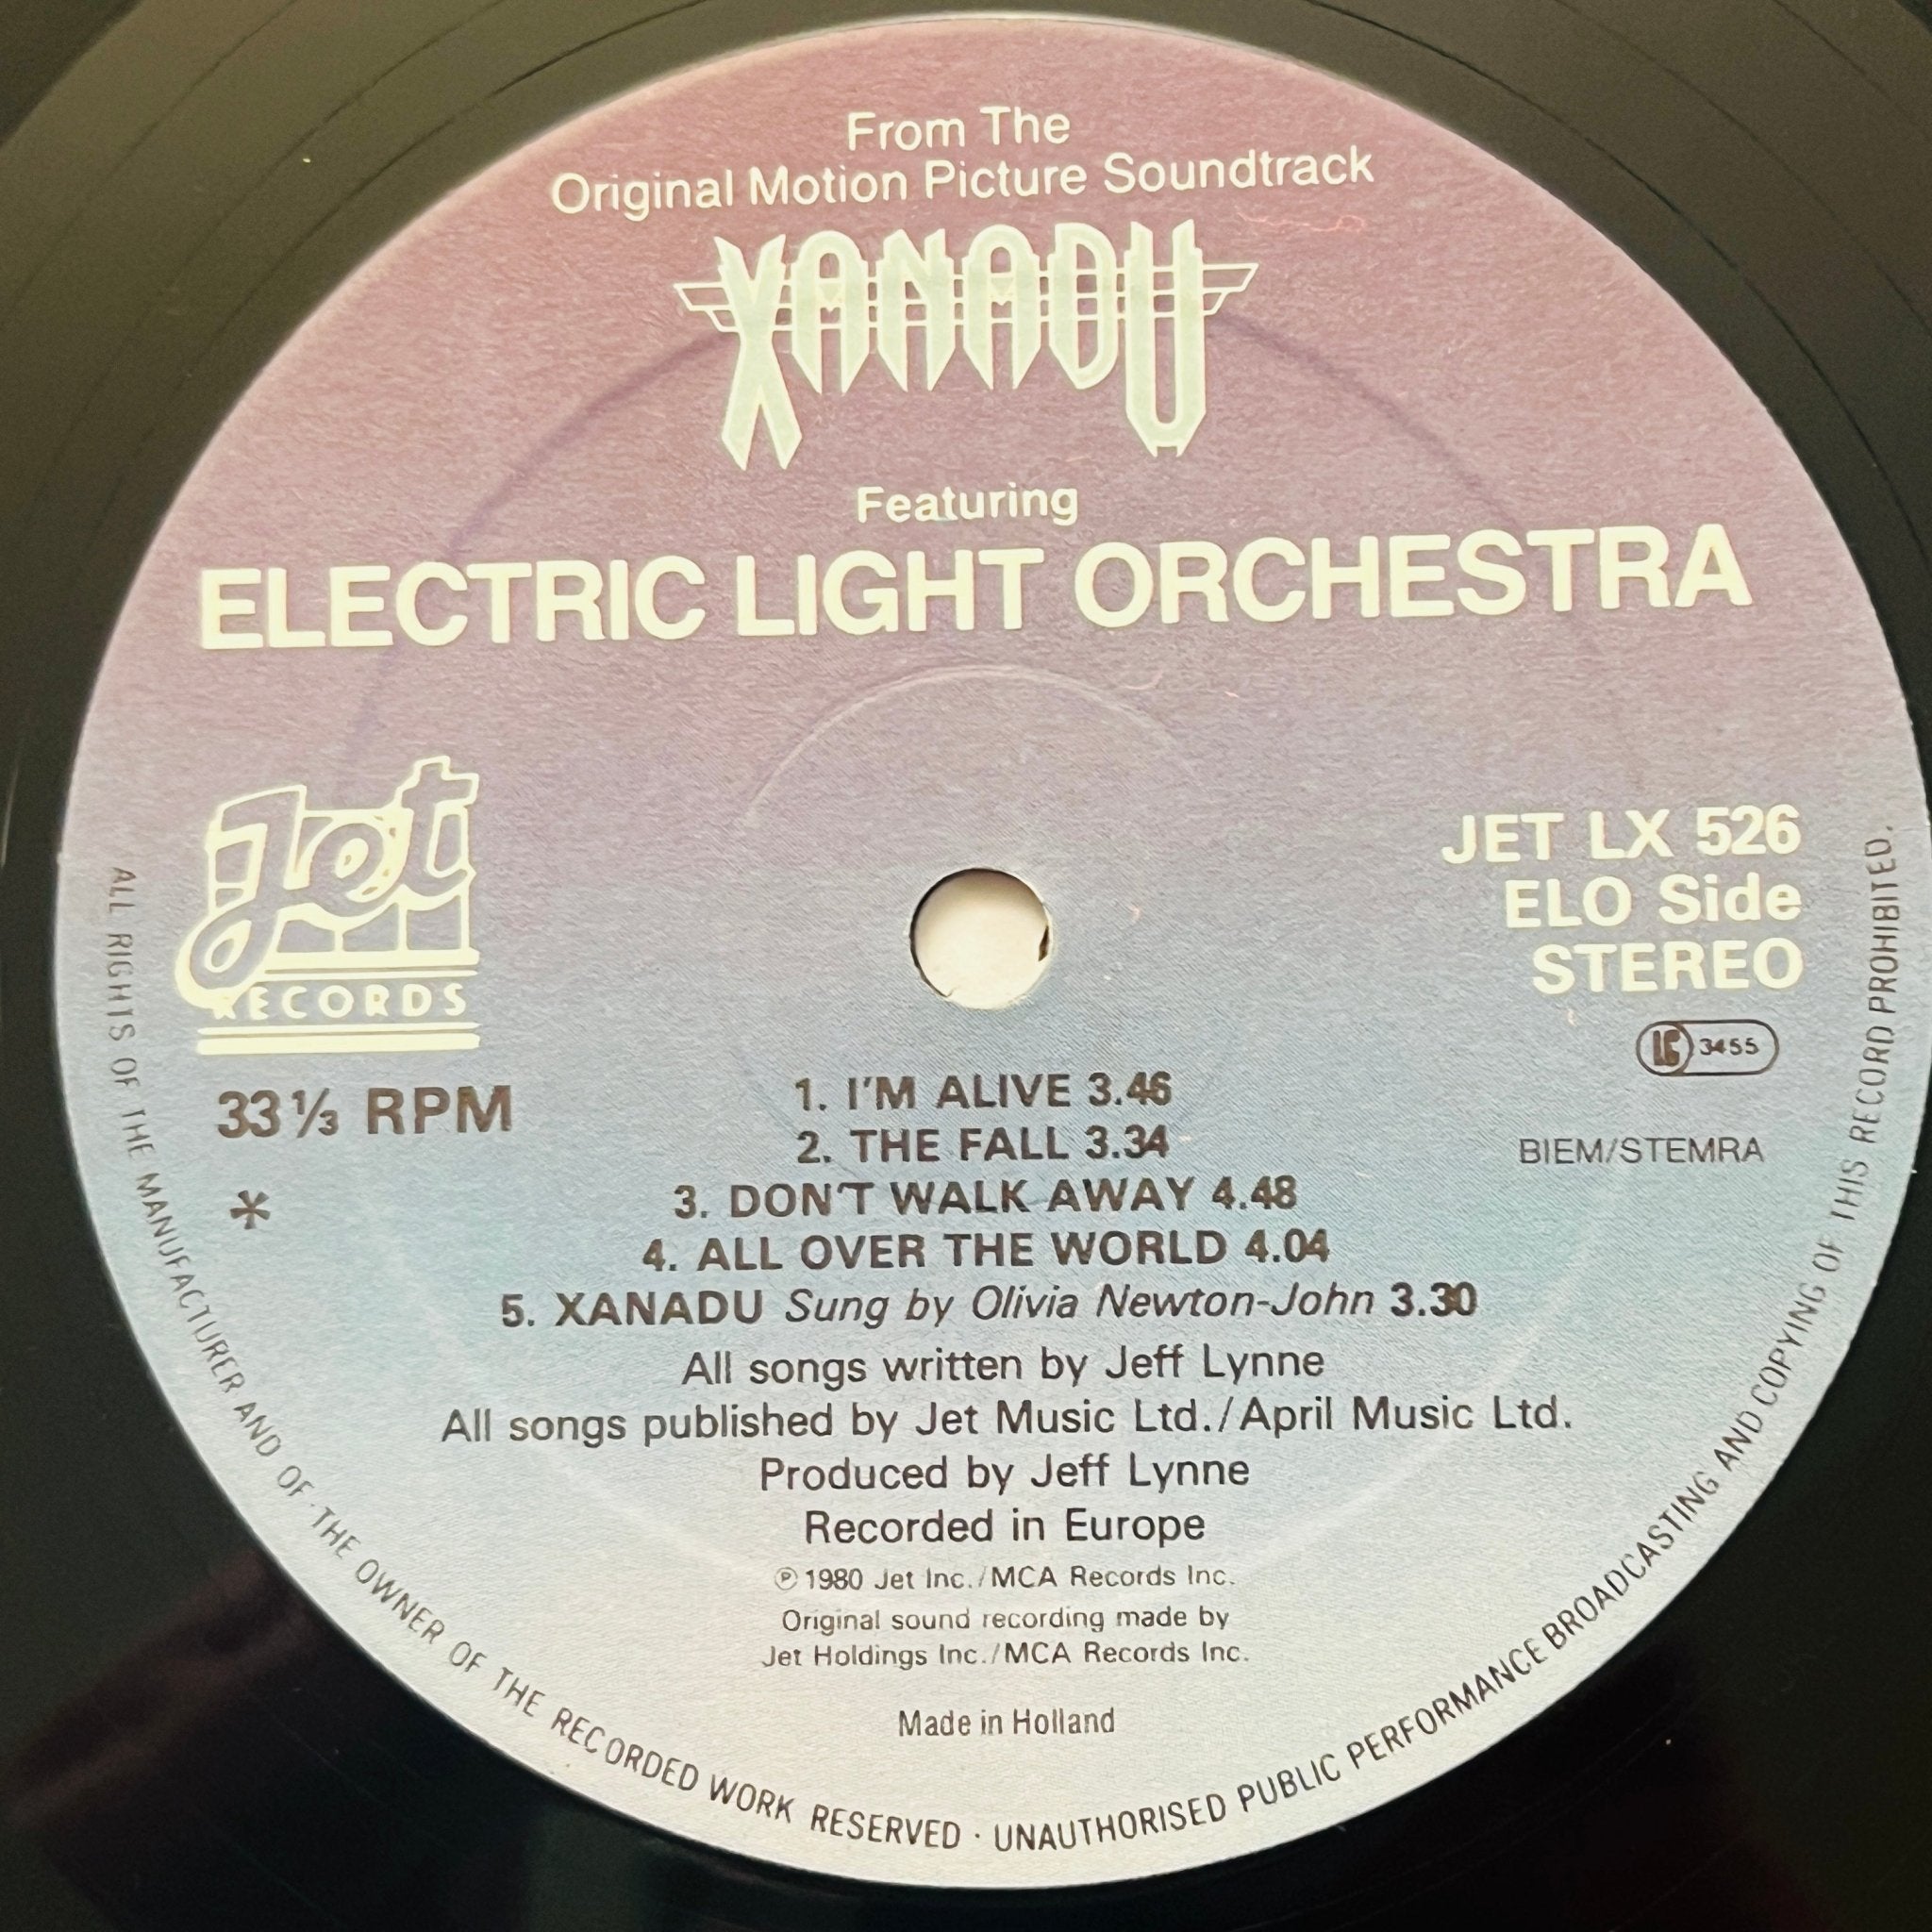 From The
Original Motion Picture Soundtrack
XANADU
Featuring
ELECTRIC LIGHT ORCHESTRA
Jet
RECORDS
33⅓ RPM
*
JET LX 526
ELO Side
STEREO
LC 3455
BIEM/STEMRA
1. I'M ALIVE 3.46
2. THE FALL 3.34
3. DON'T WALK AWAY 4.48
4. ALL OVER THE WORLD 4.04
5. XANADU Sung by Olivia Newton-John 3.30
All songs written by Jeff Lynne
All songs published by Jet Music Ltd./April Music Ltd.
Produced by Jeff Lynne
Recorded in Europe
℗1980 Jet Inc./MCA Records Inc.
Original sound recording made by
Jet Holdings Inc./MCA Records Inc.
Made in Holland
ALL RIGHTS OF THE MANUFACTURER AND OF THE OWNER OF THE RECORDED WORK RESERVED · UNAUTHORISED PUBLIC PERFORMANCE BROADCASTING AND COPYING OF THIS RECORD PROHIBITED.